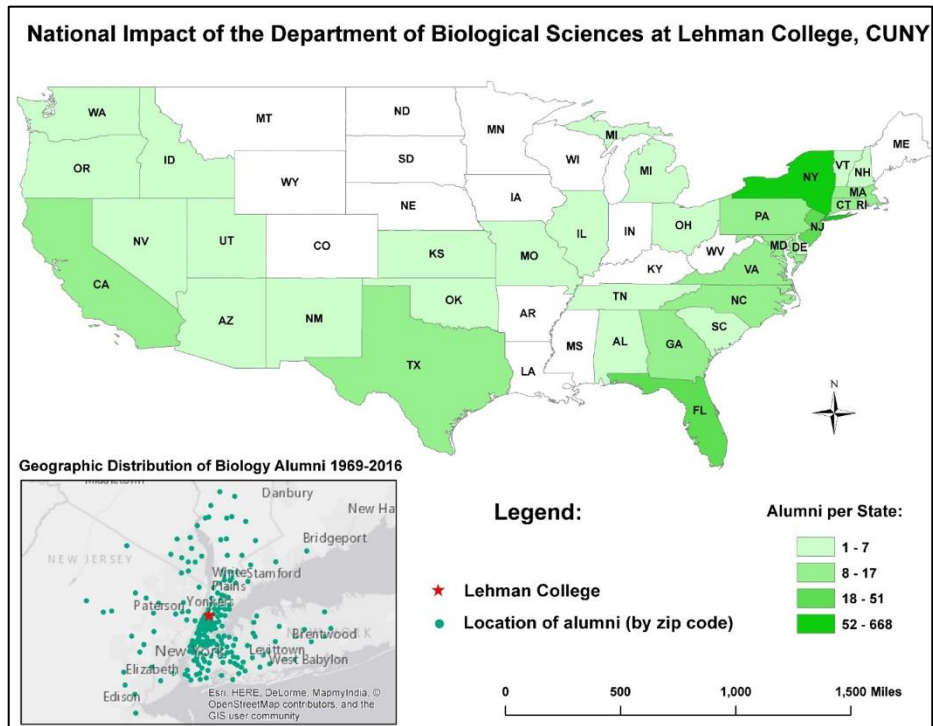 National Impact of the Department of Biological Sciences at Lehman College, CUNY
WA
MT
ND
MN
MI
ME
OR
ID
SD
WI
VT
NH
WY
MI
NY
MA
CT RI
NE
IA
PA
NJ
NV
UT
CO
IL
IN
OH
MD
DE
KS
MO
WV
VA
KY
CA
OK
TN
NC
AZ
NM
AR
SC
MS
AL
GA
TX
LA
FL
N
Geographic Distribution of Biology Alumni 1969-2016
Middletown
Danbury
New Ha
Bridgeport
NEW JERSEY
White
Plains
Stamford
Paterson
Yonkers
NEW YORK
Brentwood
New York
Levittown
West Babylon
Elizabeth
Edison
Esri, HERE, DeLorme, MapmyIndia, ©
OpenStreetMap contributors, and the
GIS user community
Legend:
Lehman College
Location of alumni (by zip code)
Alumni per State:
1 - 7
8 - 17
18 - 51
52 - 668
0 500 1,000 1,500 Miles